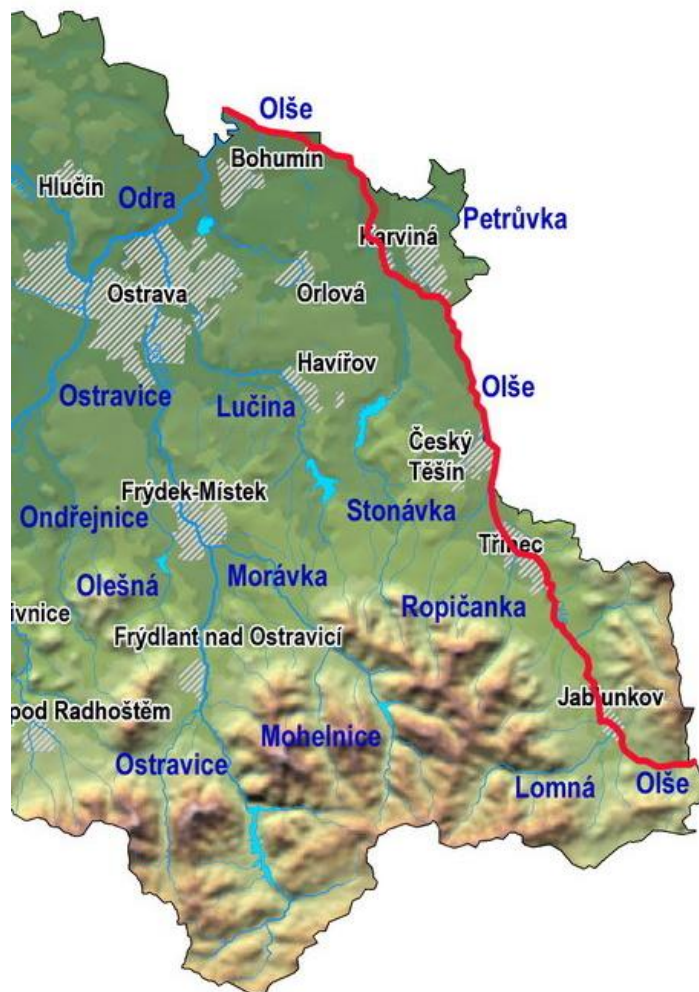 Olše
Bohumín
Hlučín
Odra
Petrůvka
Karviná
Ostrava
Orlová
Havířov
Olše
Ostravice
Lučina
Český
Těšín
Frýdek-Místek
Ondřejnice
Stonávka
Třinec
Olešná
Morávka
Ropičanka
ivnice
Frýdlant nad Ostravicí
Jablunkov
pod Radhoštěm
Mohelnice
Ostravice
Lomná
Olše